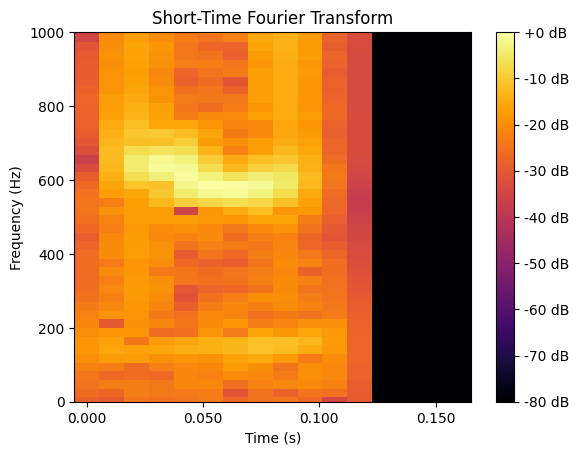 Short-Time Fourier Transform
1000
800
600
400
200
0
Frequency (Hz)
0.000
0.050
0.100
0.150
Time (s)
+0 dB
-10 dB
-20 dB
-30 dB
-40 dB
-50 dB
-60 dB
-70 dB
-80 dB